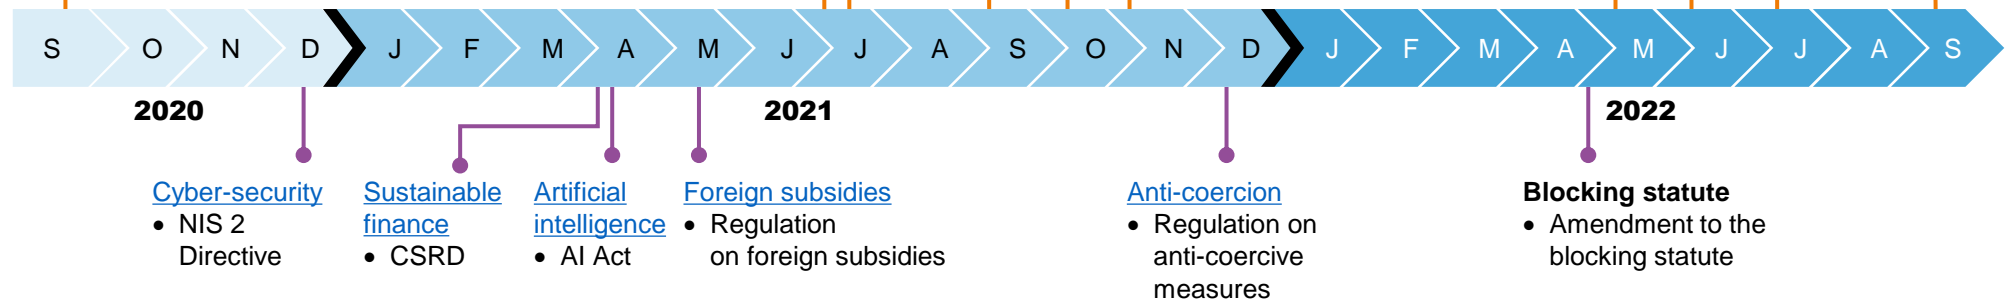 S O N D J F M A M J J A S O N D J F M A M J J A S
2020 2021 2022
Cyber-security
• NIS 2
Directive
Sustainable
finance
• CSRD
Artificial
intelligence
• AI Act
Foreign subsidies
• Regulation
on foreign subsidies
Anti-coercion
• Regulation on
anti-coercive
measures
Blocking statute
• Amendment to the
blocking statute